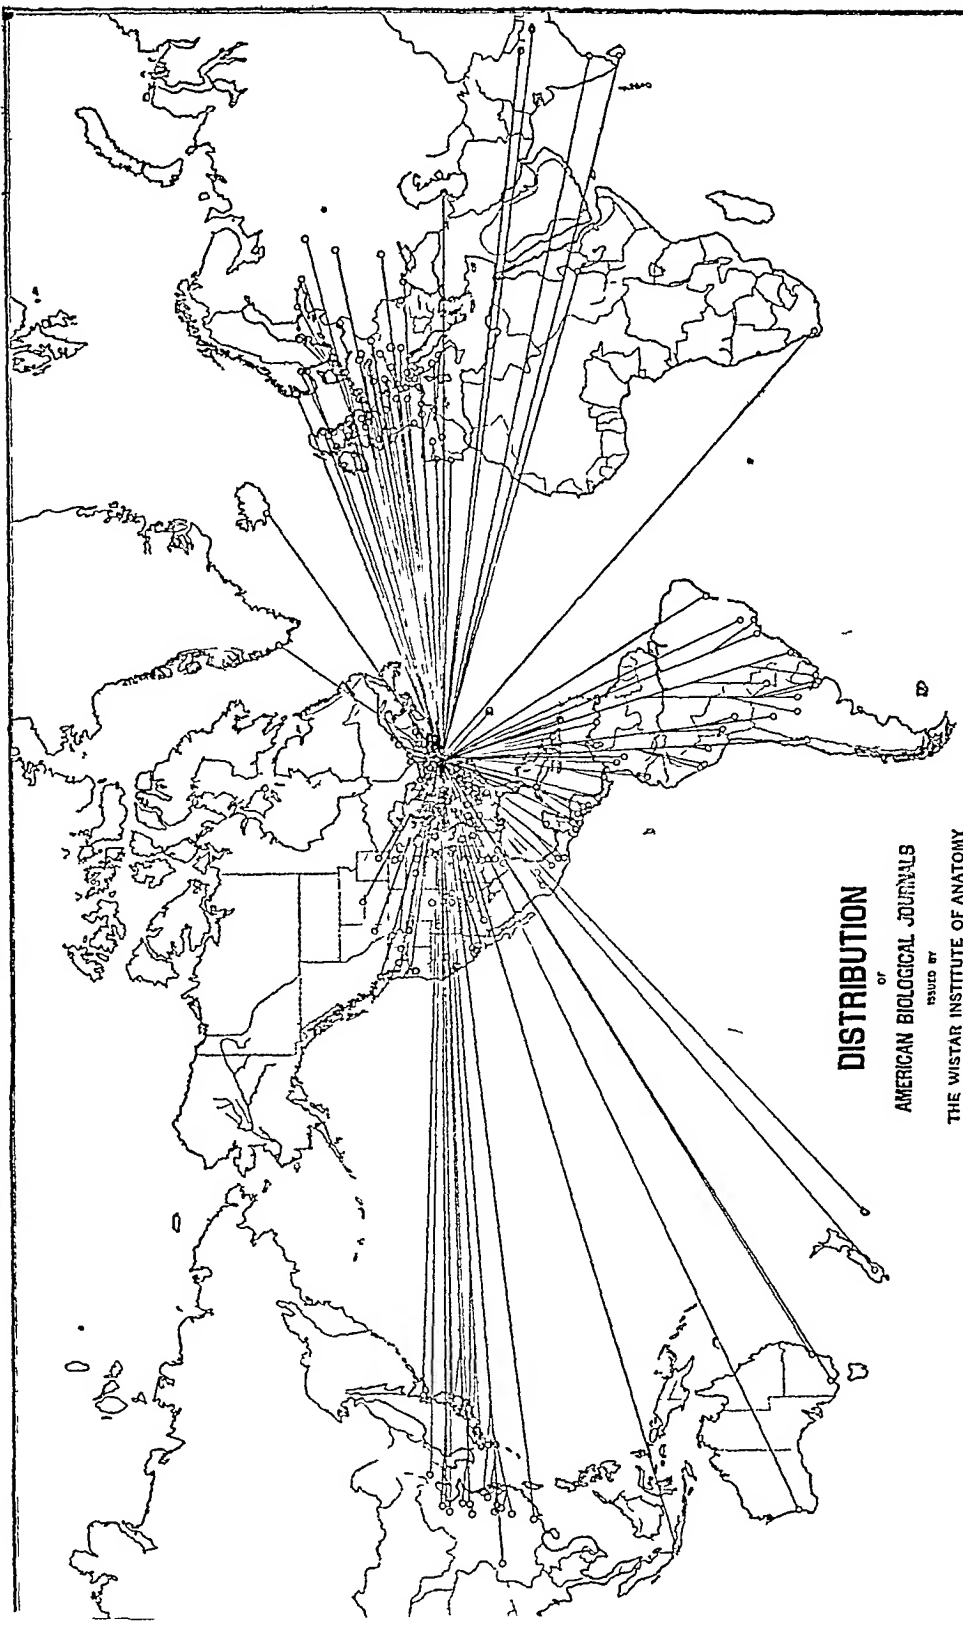 DISTRIBUTION
OF
AMERICAN BIOLOGICAL JOURNALS
ISSUED BY
THE WISTAR INSTITUTE OF ANATOMY